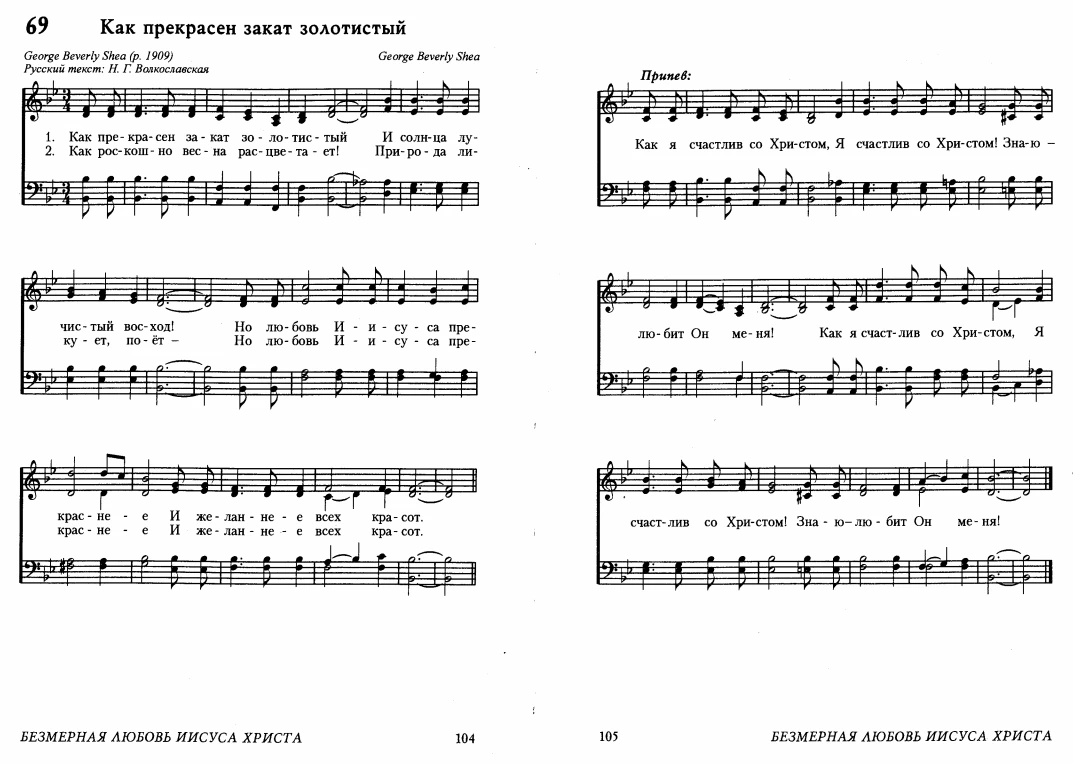 69 Как прекрасен закат золотистый
George Beverly Shea (р. 1909) George Beverly Shea
Русский текст: Н. Г. Волкославская
1. Как пре-кра-сен за-кат зо-ло-тис-тый И солн-ца лу-
2. Как рос-кош-но вес-на рас-цве-та-ет! При-ро-да ли-
чис-тый вос-ход! Но лю-бовь И-и-су-са пре-
ку-ет, по-ёт – Но лю-бовь И-и-су-са пре-
крас-не-е И же-лан-не-е всех кра-сот.
крас-не-е И же-лан-не-е всех кра-сот.
БЕЗМЕРНАЯ ЛЮБОВЬ ИИСУСА ХРИСТА 104
Припев:
Как я счастлив со Хри-стом, Я счастлив со Хри-стом! Зна-ю –
лю-бит Он ме-ня! Как я счаст-лив со Хри-стом, Я
счаст-лив со Хри-стом! Зна-ю–лю-бит Он ме-ня!
105 БЕЗМЕРНАЯ ЛЮБОВЬ ИИСУСА ХРИСТА